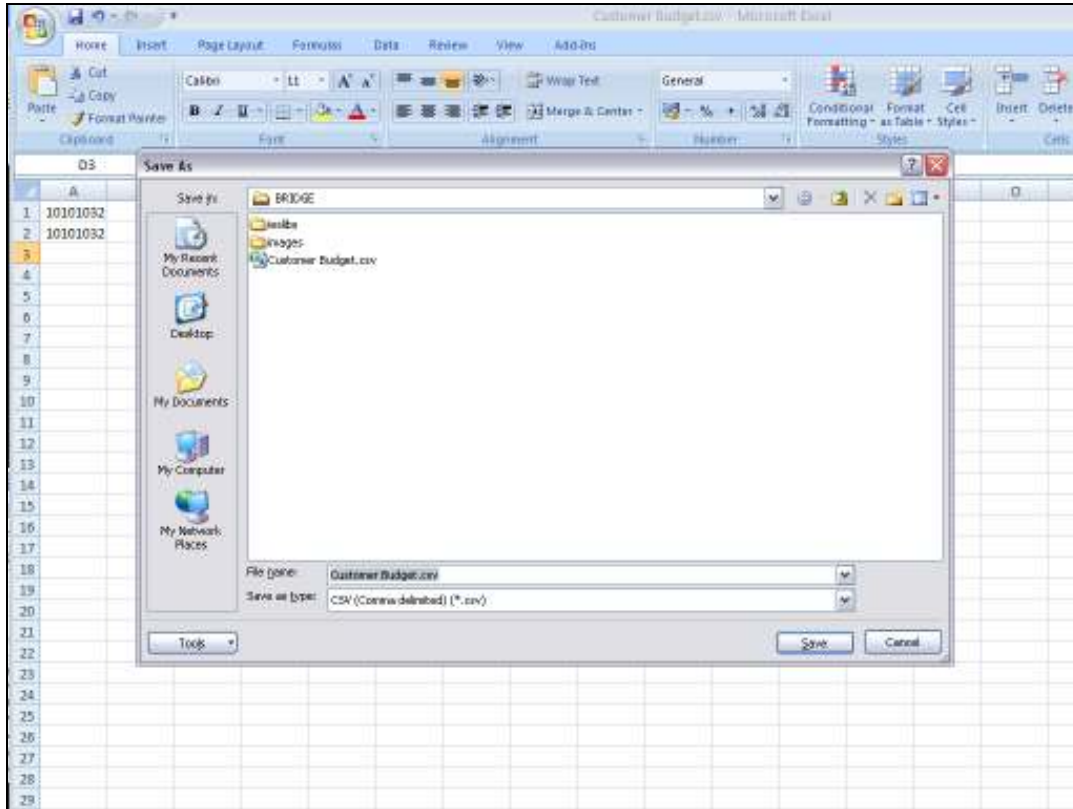 Customer Budget.csv - Microsoft Excel
Home Insert Page Layout Formulas Data Review View Add-Ins
Cut
Copy
Paste
Format Painter
Calibri 11 A A
Wrap Text
General
B I U A
Merge & Center
% ,
Conditional Formatting
Format as Table
Cell Styles
Insert
Delete
Clipboard Font Alignment Number Styles Cells
D3
Save As
A
O
1 10101032
2 10101032
3
4
5
6
7
8
9
10
11
12
13
14
15
16
17
18
19
20
21
22
23
24
25
26
27
28
29
Save in: BRIDGE
images
Customer Budget.csv
My Recent
Documents
Desktop
My Documents
My Computer
My Network
Places
File name: Customer Budget.csv
Save as type: CSV (Comma delimited) (*.csv)
Tools
Save
Cancel